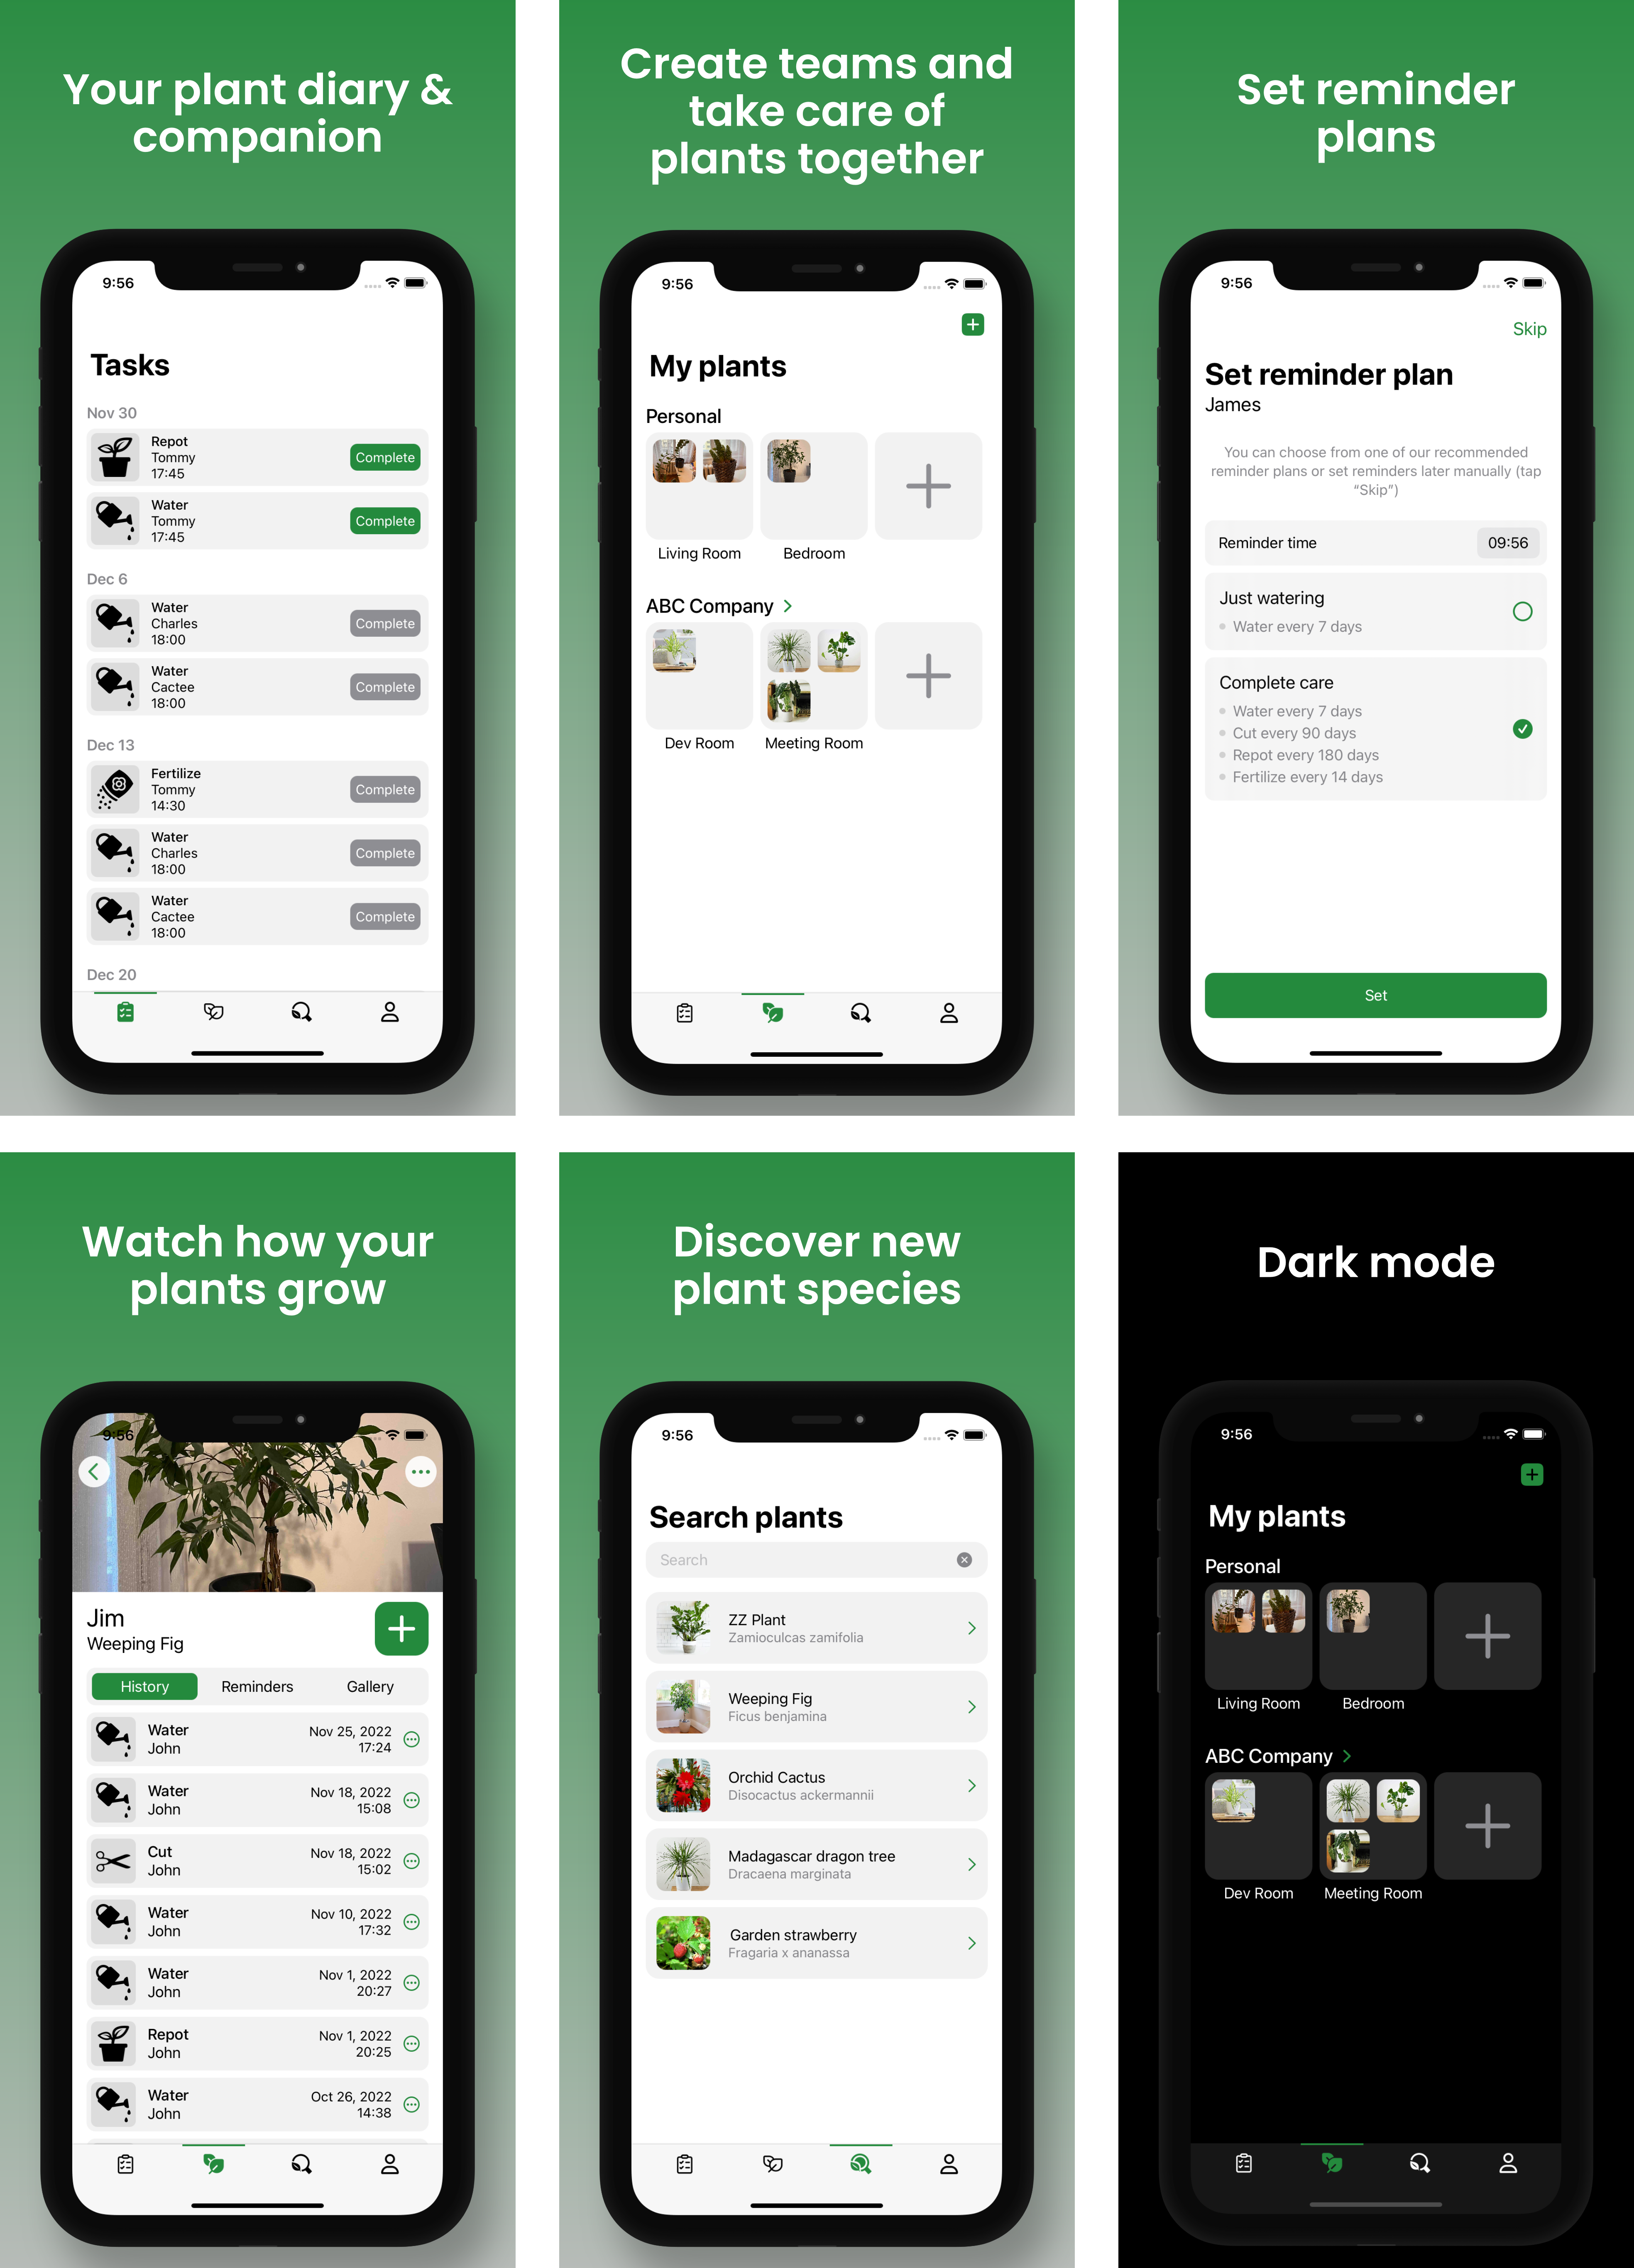 Your plant diary &
companion
9:56
Tasks
Nov 30
Repot
Tommy
17:45
Complete
Water
Tommy
17:45
Complete
Dec 6
Water
Charles
18:00
Complete
Water
Cactee
18:00
Complete
Dec 13
Fertilize
Tommy
14:30
Complete
Water
Charles
18:00
Complete
Water
Cactee
18:00
Complete
Dec 20
Create teams and
take care of
plants together
9:56
My plants
Personal
Living Room
Bedroom
ABC Company
Dev Room
Meeting Room
Set reminder
plans
9:56
Skip
Set reminder plan
James
You can choose from one of our recommended
reminder plans or set reminders later manually (tap
“Skip”)
Reminder time
09:56
Just watering
Water every 7 days
Complete care
Water every 7 days
Cut every 90 days
Repot every 180 days
Fertilize every 14 days
Set
Watch how your
plants grow
9:56
Jim
Weeping Fig
History
Reminders
Gallery
Water
John
Nov 25, 2022
17:24
Water
John
Nov 18, 2022
15:08
Cut
John
Nov 18, 2022
15:02
Water
John
Nov 10, 2022
17:32
Water
John
Nov 1, 2022
20:27
Repot
John
Nov 1, 2022
20:25
Water
John
Oct 26, 2022
14:38
Discover new
plant species
9:56
Search plants
Search
ZZ Plant
Zamioculcas zamifolia
Weeping Fig
Ficus benjamina
Orchid Cactus
Disocactus ackermannii
Madagascar dragon tree
Dracaena marginata
Garden strawberry
Fragaria x ananassa
Dark mode
9:56
My plants
Personal
Living Room
Bedroom
ABC Company
Dev Room
Meeting Room